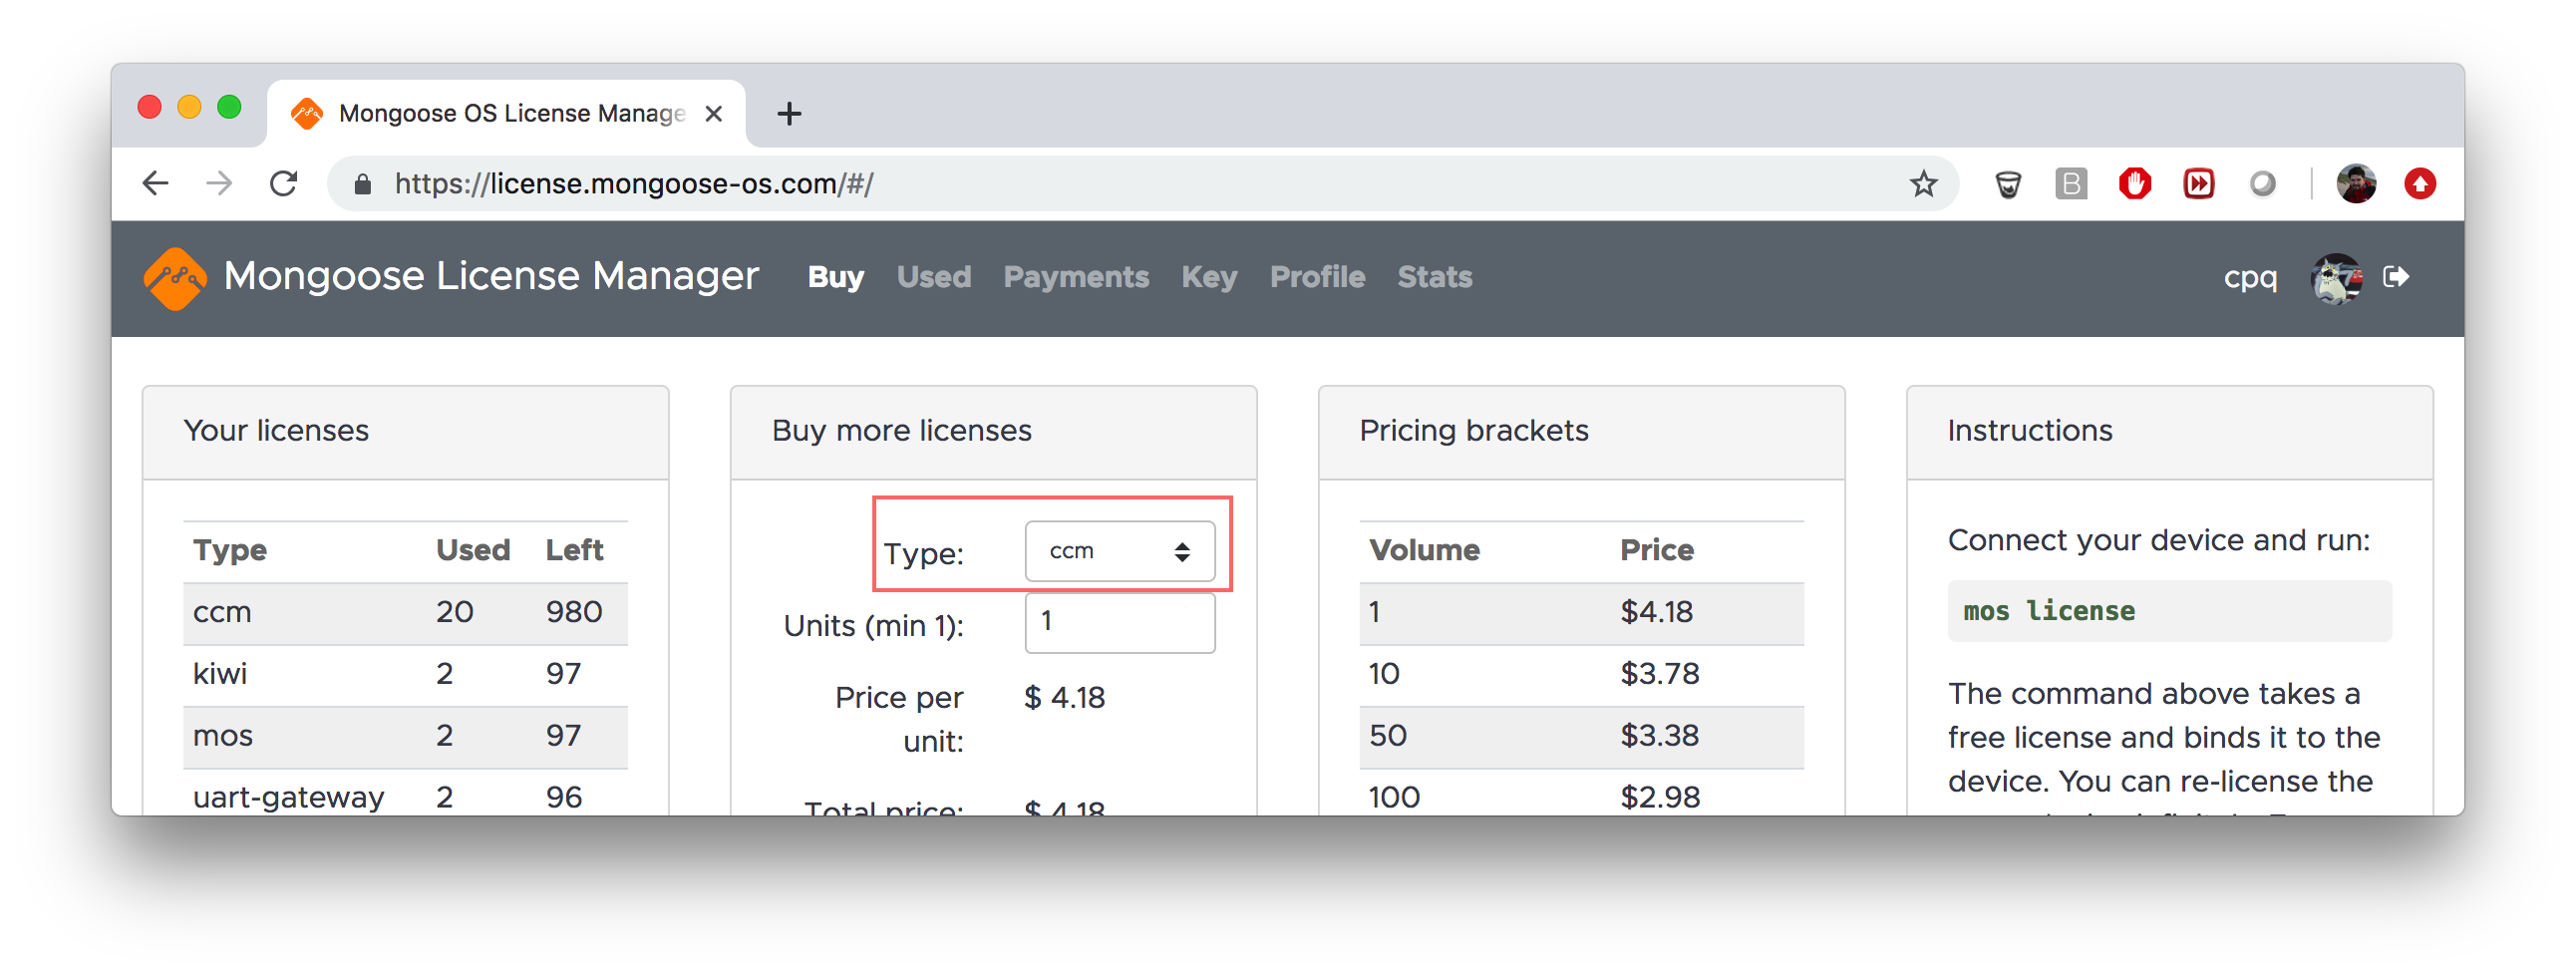 Mongoose OS License Manage
https://license.mongoose-os.com/#/
B
Mongoose License Manager Buy Used Payments Key Profile Stats cpq
Your licenses
Type Used Left
ccm 20 980
kiwi 2 97
mos 2 97
uart-gateway 2 96
Buy more licenses
Type: ccm
Units (min 1): 1
Price per $ 4.18
unit:
Total price: $ 4.18
Pricing brackets
Volume Price
1 $4.18
10 $3.78
50 $3.38
100 $2.98
Instructions
Connect your device and run:
mos license
The command above takes a
free license and binds it to the
device. You can re-license the